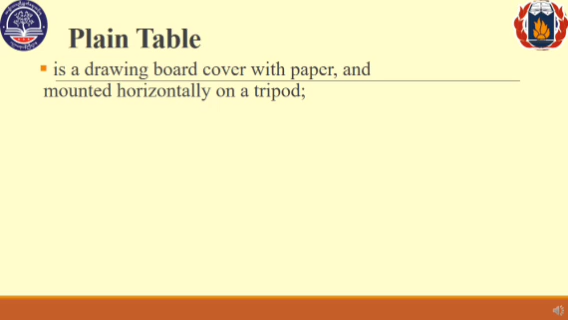 Plain Table
▪ is a drawing board cover with paper, and
mounted horizontally on a tripod;